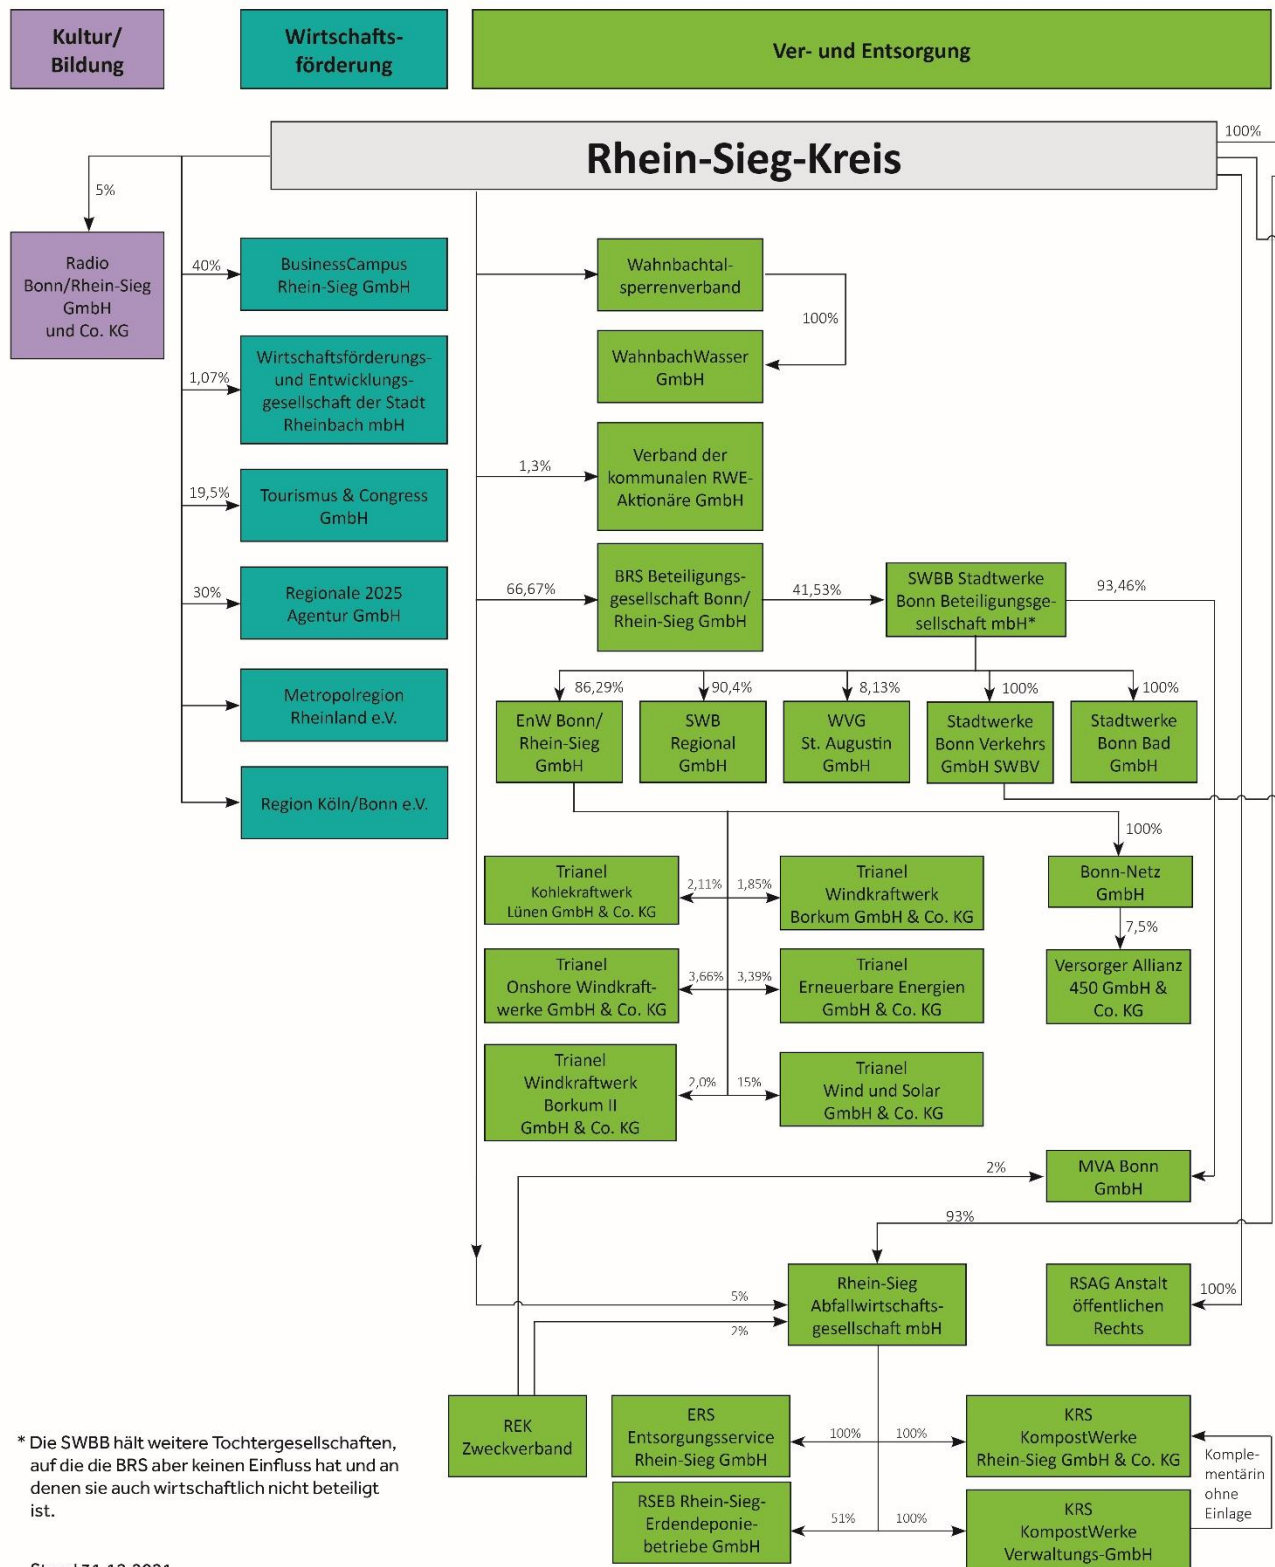 Kultur/
Bildung
Wirtschafts-
förderung
Ver- und Entsorgung
Rhein-Sieg-Kreis
100%
5%
Radio
Bonn/Rhein-Sieg
GmbH
und Co. KG
40%
BusinessCampus
Rhein-Sieg GmbH
1,07%
Wirtschaftsförderungs-
und Entwicklungs-
gesellschaft der Stadt
Rheinbach mbH
19,5%
Tourismus & Congress
GmbH
30%
Regionale 2025
Agentur GmbH
Metropolregion
Rheinland e.V.
Region Köln/Bonn e.V.
Wahnbachtal-
sperrenverband
100%
WahnbachWasser
GmbH
1,3%
Verband der
kommunalen RWE-
Aktionäre GmbH
66,67%
BRS Beteiligungs-
gesellschaft Bonn/
Rhein-Sieg GmbH
41,53%
SWBB Stadtwerke
Bonn Beteiligungsge-
sellschaft mbH*
93,46%
86,29%
90,4%
8,13%
100%
100%
EnW Bonn/
Rhein-Sieg
GmbH
SWB
Regional
GmbH
WVG
St. Augustin
GmbH
Stadtwerke
Bonn Verkehrs
GmbH SWBV
Stadtwerke
Bonn Bad
GmbH
100%
Trianel
Kohlekraftwerk
Lünen GmbH & Co. KG
2,11%
1,85%
Trianel
Windkraftwerk
Borkum GmbH & Co. KG
Bonn-Netz
GmbH
7,5%
Trianel
Onshore Windkraft-
werke GmbH & Co. KG
3,66%
3,39%
Trianel
Erneuerbare Energien
GmbH & Co. KG
Versorger Allianz
450 GmbH &
Co. KG
Trianel
Windkraftwerk
Borkum II
GmbH & Co. KG
2,0%
15%
Trianel
Wind und Solar
GmbH & Co. KG
2%
MVA Bonn
GmbH
93%
5%
2%
Rhein-Sieg
Abfallwirtschafts-
gesellschaft mbH
RSAG Anstalt
öffentlichen
Rechts
100%
REK
Zweckverband
ERS
Entsorgungsservice
Rhein-Sieg GmbH
100%
100%
KRS
KompostWerke
Rhein-Sieg GmbH & Co. KG
Komple-
mentärin
ohne
Einlage
RSEB Rhein-Sieg-
Erdendeponie-
betriebe GmbH
51%
100%
KRS
KompostWerke
Verwaltungs-GmbH
* Die SWBB hält weitere Tochtergesellschaften,
auf die die BRS aber keinen Einfluss hat und an
denen sie auch wirtschaftlich nicht beteiligt
ist.
Stand 31.12.2021